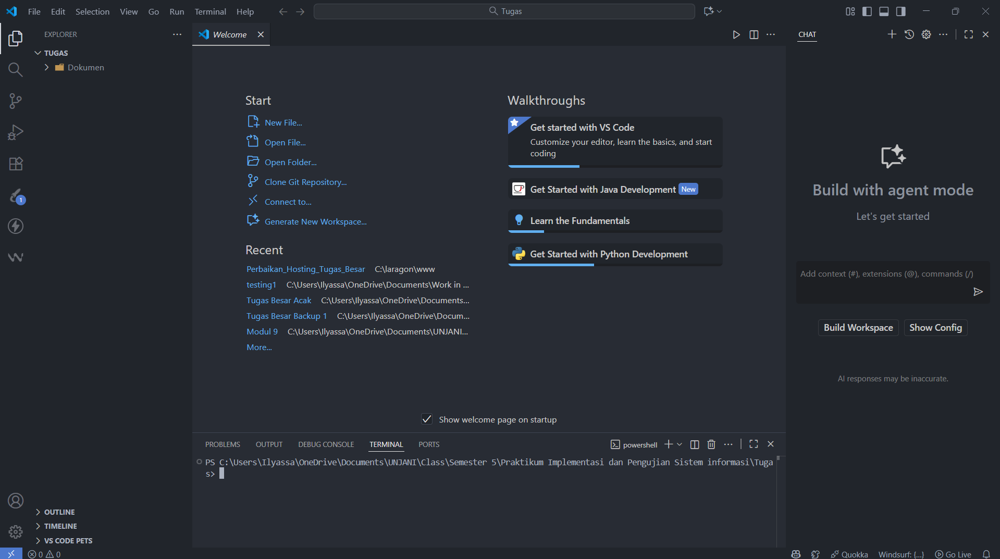 File Edit Selection View Go Run Terminal Help
Tugas
EXPLORER
TUGAS
Dokumen
1
OUTLINE
TIMELINE
VS CODE PETS
Welcome
Start
New File...
Open File...
Open Folder...
Clone Git Repository...
Connect to...
Generate New Workspace...
Recent
Perbaikan_Hosting_Tugas_Besar C:\laragon\www
testing1 C:\Users\Ilyassa\OneDrive\Documents\Work in ...
Tugas Besar Acak C:\Users\Ilyassa\OneDrive\Documents...
Tugas Besar Backup 1 C:\Users\Ilyassa\OneDrive\Docum...
Modul 9 C:\Users\Ilyassa\OneDrive\Documents\UNJANI...
More...
Walkthroughs
Get started with VS Code
Customize your editor, learn the basics, and start
coding
Get Started with Java Development New
Learn the Fundamentals
Get Started with Python Development
Show welcome page on startup
PROBLEMS OUTPUT DEBUG CONSOLE TERMINAL PORTS
powershell
PS C:\Users\Ilyassa\OneDrive\Documents\UNJANI\Class\Semester 5\Praktikum Implementasi dan Pengujian Sistem informasi\Tuga
s>
CHAT
Build with agent mode
Let's get started
Add context (#), extensions (@), commands (/)
Build Workspace Show Config
AI responses may be inaccurate.
0 0
Quokka Windsurf: {...} Go Live